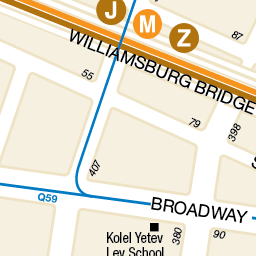 J
M
Z
87
WILLIAMSBURG BRIDGE
55
79
398
407
Q59
BROADWAY
380
90
Kolel Yetev
Lev School